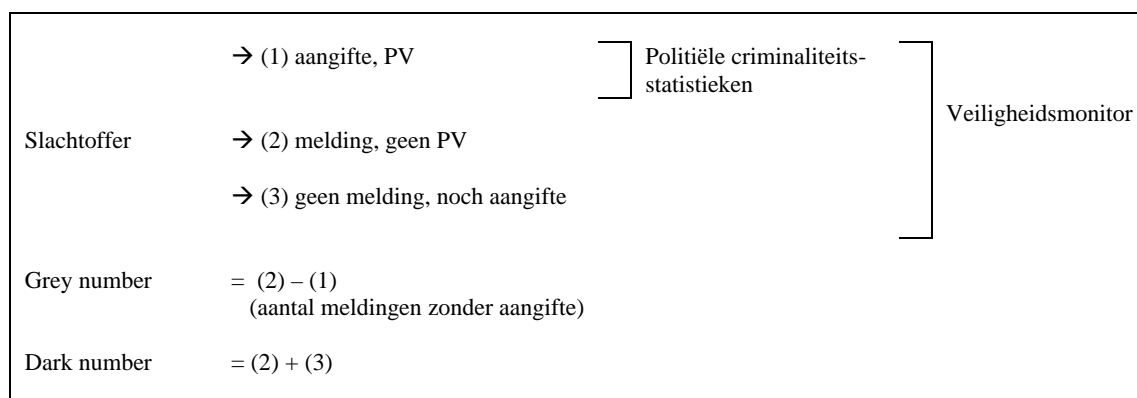 → (1) aangifte, PV
Politiële criminaliteits-
statistieken
Veiligheidsmonitor
Slachtoffer → (2) melding, geen PV
→ (3) geen melding, noch aangifte
Grey number = (2) – (1)
(aantal meldingen zonder aangifte)
Dark number = (2) + (3)